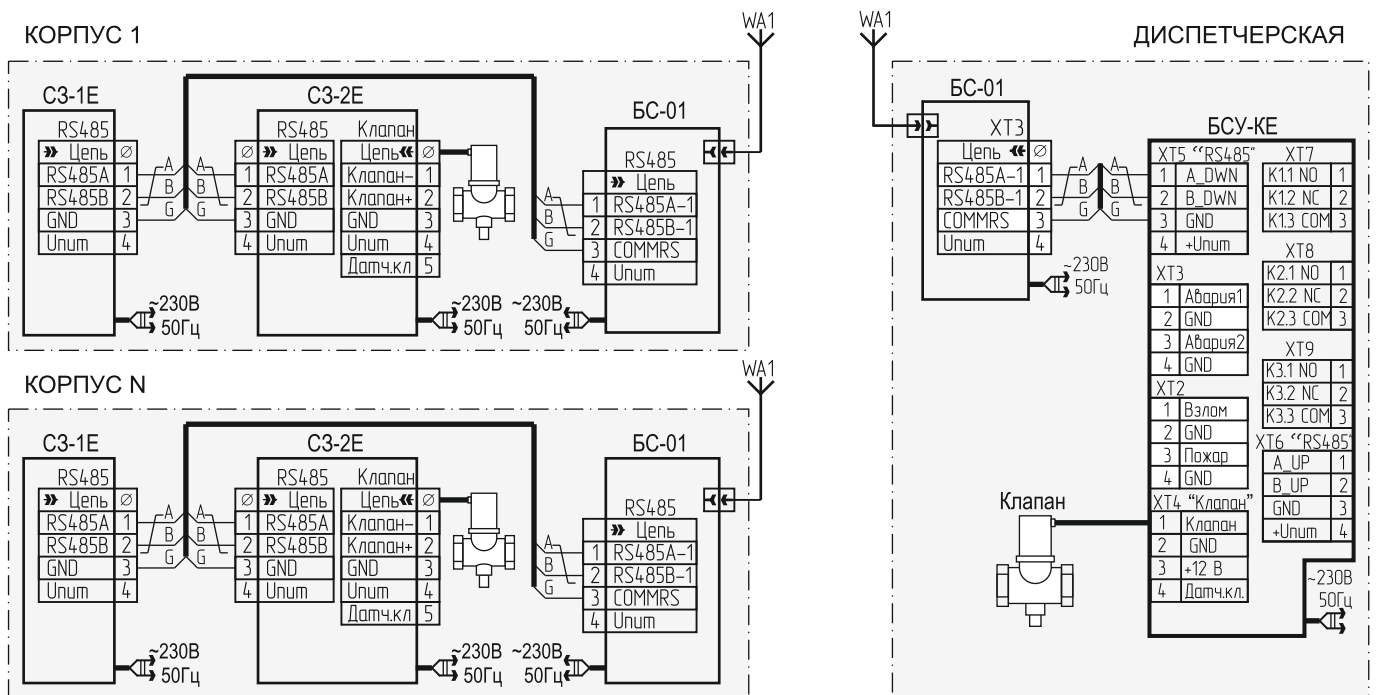 КОРПУС 1
WA1
СЗ-1Е
СЗ-2Е
БС-01
RS485
Цепь
RS485A 1
RS485B 2
GND 3
Unum 4
A A
B B
G G
RS485
Цепь
1 RS485A
2 RS485B
3 GND
4 Unum
Клапан
Цепь
Клапан- 1
Клапан+ 2
GND 3
Unum 4
Датч.кл 5
A
B
G
RS485
Цепь
1 RS485A-1
2 RS485B-1
3 COMMRS
4 Unum
~230В
50Гц
~230В
50Гц
~230В
50Гц
КОРПУС N
WA1
СЗ-1Е
СЗ-2Е
БС-01
RS485
Цепь
RS485A 1
RS485B 2
GND 3
Unum 4
A A
B B
G G
RS485
Цепь
1 RS485A
2 RS485B
3 GND
4 Unum
Клапан
Цепь
Клапан- 1
Клапан+ 2
GND 3
Unum 4
Датч.кл 5
A
B
G
RS485
Цепь
1 RS485A-1
2 RS485B-1
3 COMMRS
4 Unum
~230В
50Гц
~230В
50Гц
~230В
50Гц
WA1
ДИСПЕТЧЕРСКАЯ
БС-01
XT3
Цепь
RS485A-1 1
RS485B-1 2
COMMRS 3
Unum 4
~230В
50Гц
A A
B B
G G
БСУ-КЕ
XT5 “RS485”
1 A_DWN
2 B_DWN
3 GND
4 +Unum
XT3
1 Авария1
2 GND
3 Авария2
4 GND
XT2
1 Взлом
2 GND
3 Пожар
4 GND
XT4 “Клапан”
1 Клапан
2 GND
3 +12 В
4 Датч.кл.
XT7
K1.1 NO 1
K1.2 NC 2
K1.3 COM 3
XT8
K2.1 NO 1
K2.2 NC 2
K2.3 COM 3
XT9
K3.1 NO 1
K3.2 NC 2
K3.3 COM 3
XT6 “RS485”
A_UP 1
B_UP 2
GND 3
+Unum 4
Клапан
~230В
50Гц